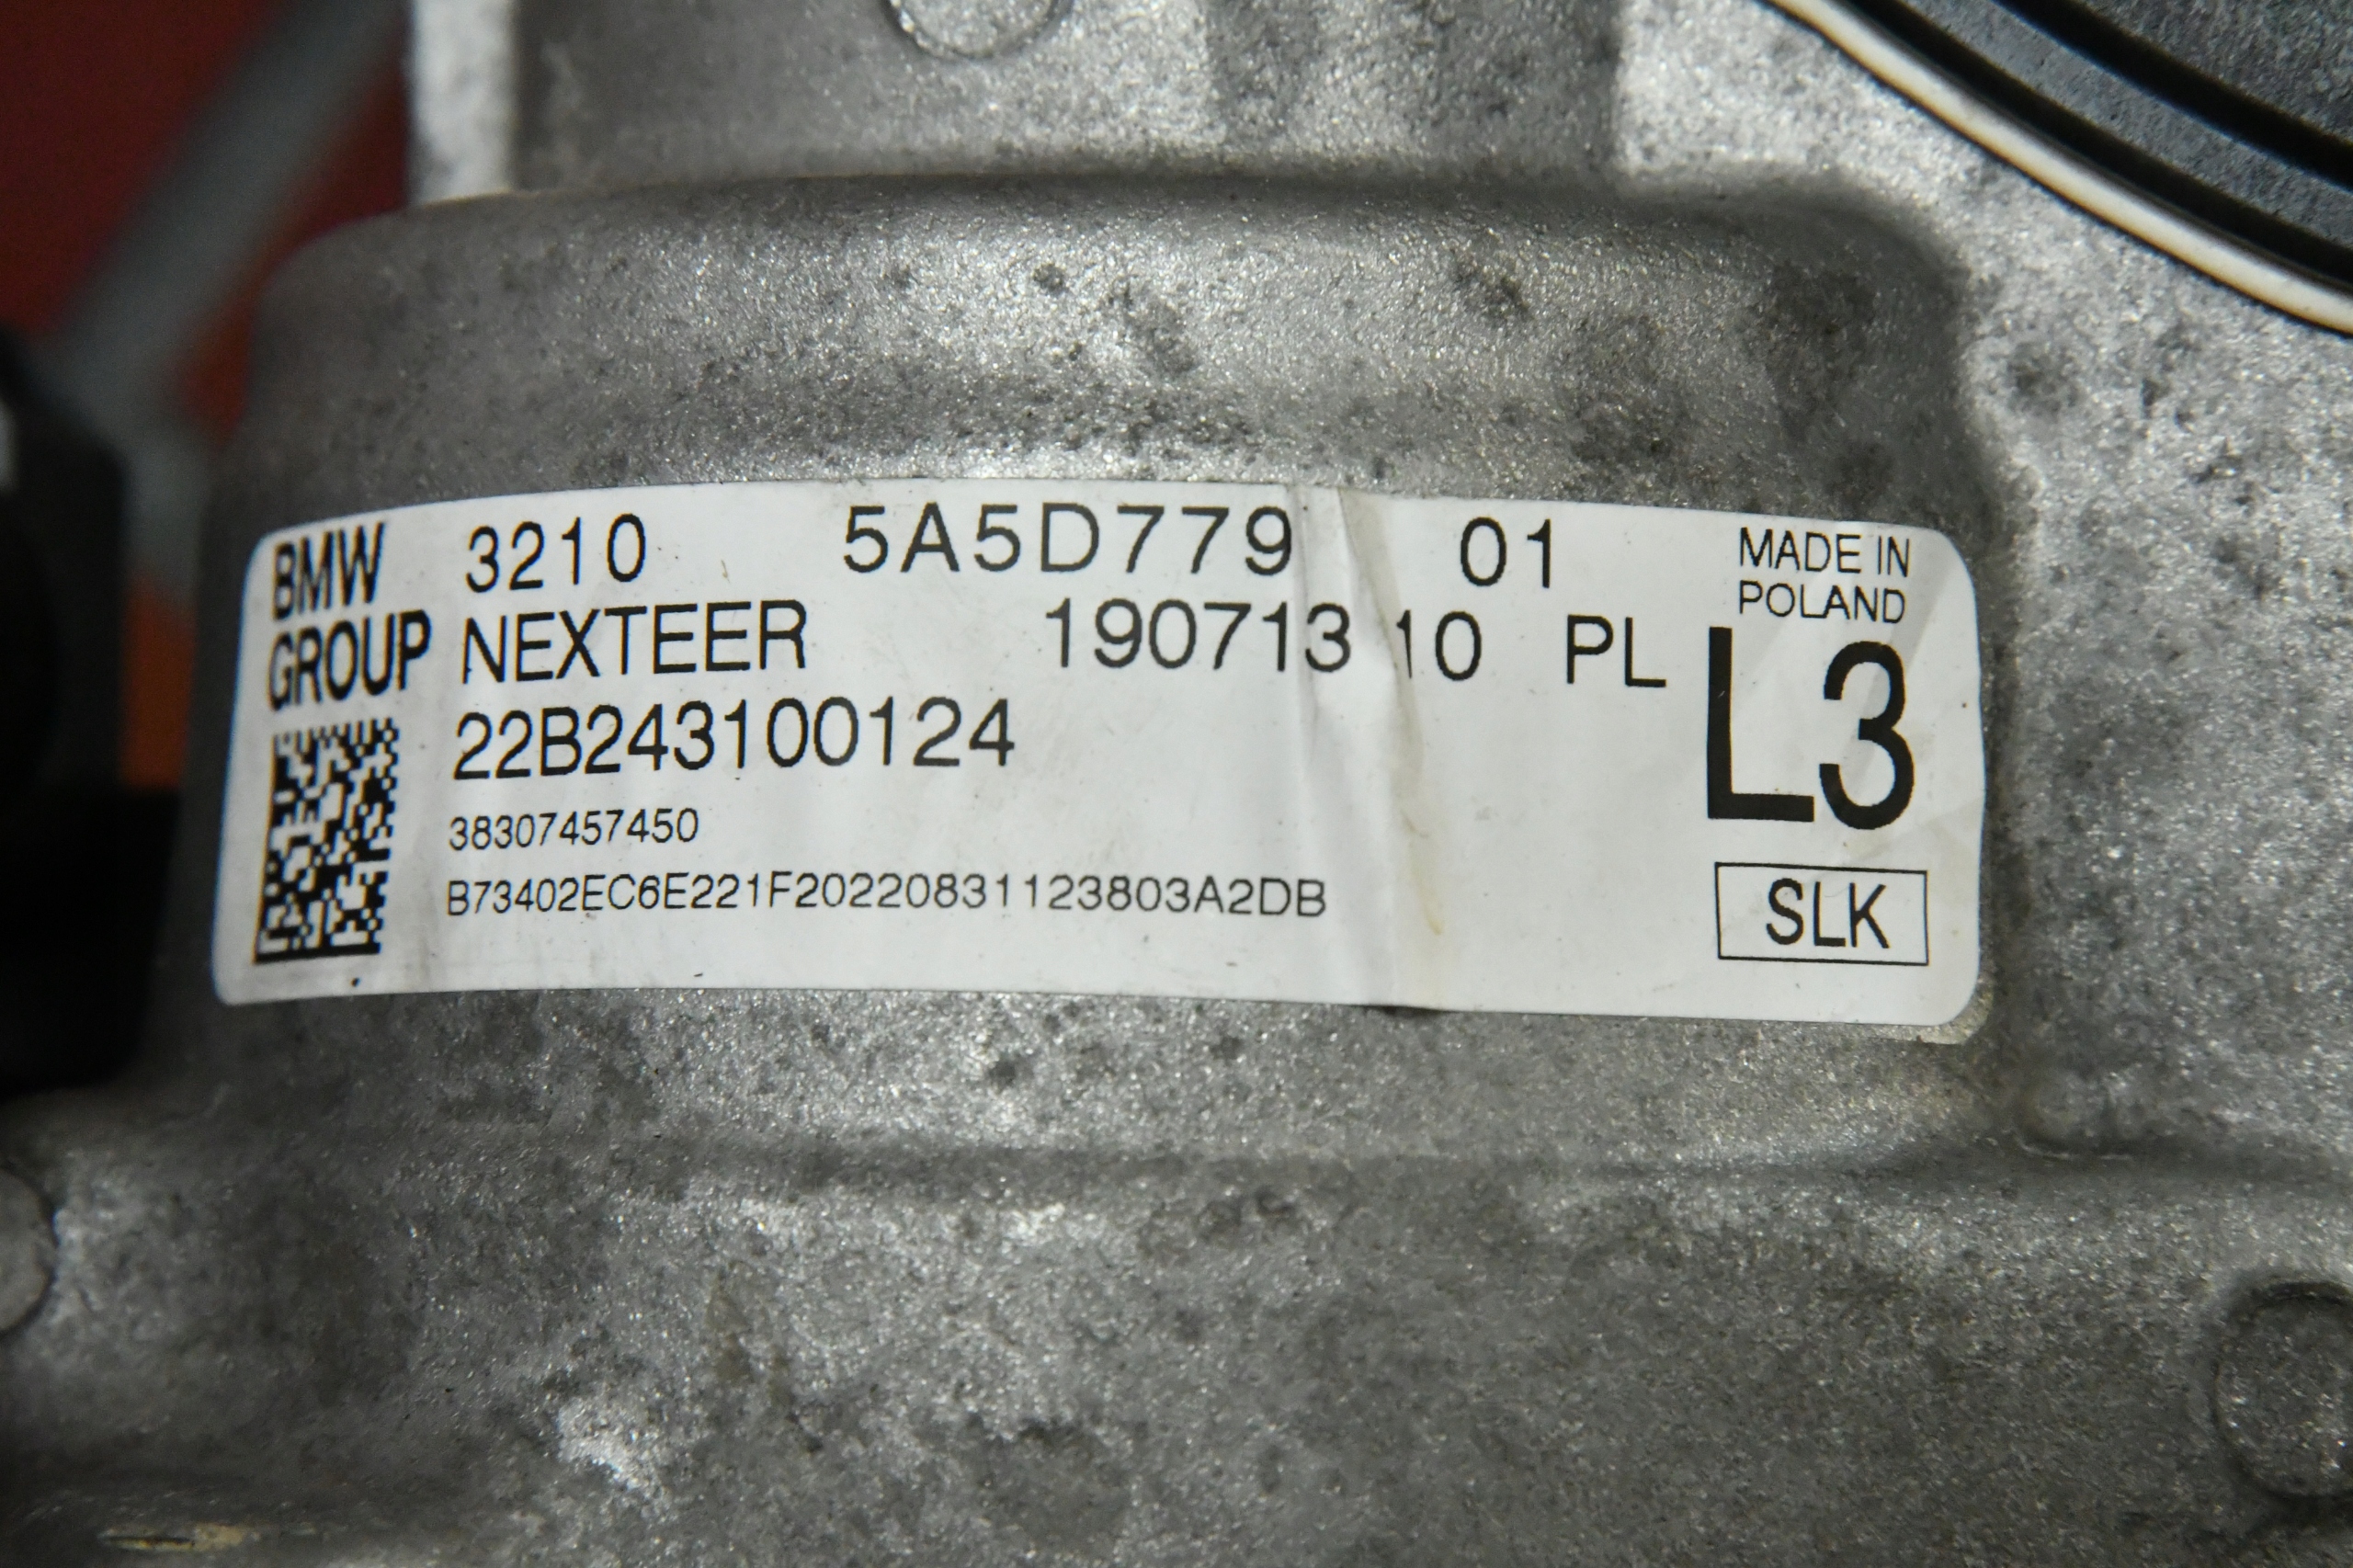 BMW GROUP
3210 5A5D779 01
NEXTEER 190713 10 PL
22B243100124
38307457450
B73402EC6E221F20220831123803A2DB
MADE IN
POLAND
L3
SLK